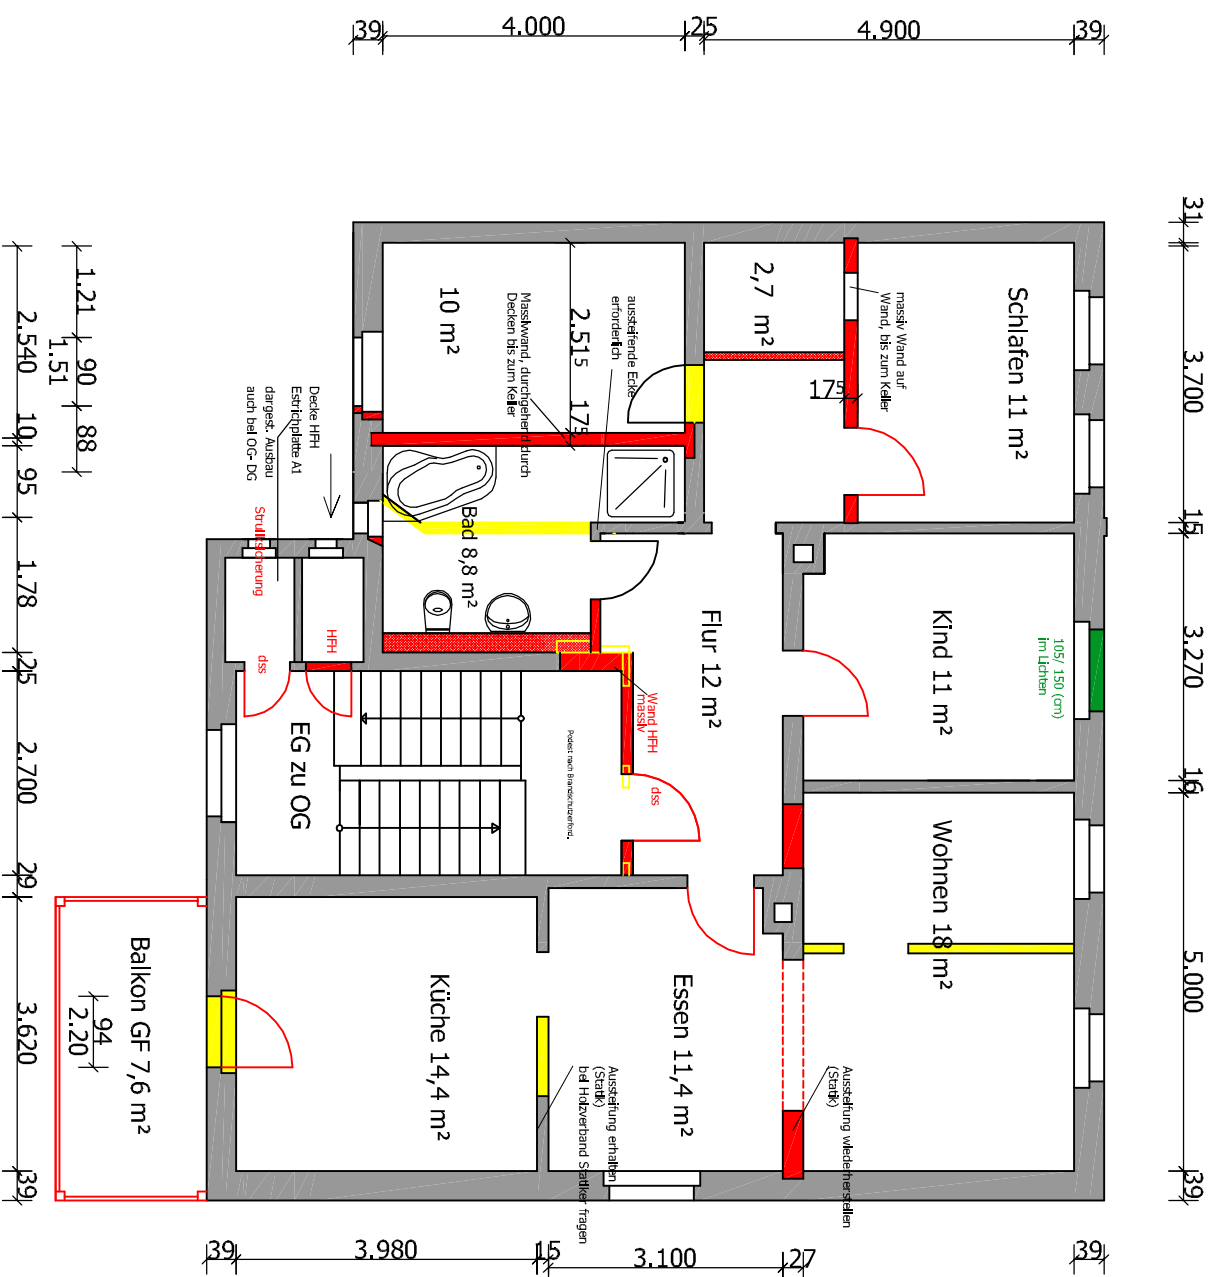 39
4.000
25
4.900
39
31
3.700
15
3.270
16
5.000
39
1.21
90
88
1.51
2.540
10
95
1.78
25
2.700
29
3.620
39
39
3.980
15
3.100
27
39
Schlafen 11 m²
2,7 m²
10 m²
massiv Wand auf
Wand, bis zum Keller
17⁵
aussteifende Ecke
erforderlich
2.51⁵
17⁵
Massivwand, durchgehend durch
Decken bis zum Keller
Decke HFH
Estrichplatte A1
dargest. Ausbau
auch bei OG- DG
Bad 8,8 m²
HFH
dss
Flur 12 m²
Kind 11 m²
105/ 150 (cm)
im Lichten
Wand HFH
massiv
dss
EG zu OG
Wohnen 18 m²
Essen 11,4 m²
Küche 14,4 m²
Balkon GF 7,6 m²
94
2.20
Aussteifung erhalten
(Statik)
bei Holzverband Statiker fragen
Aussteifung wiederherstellen
(Statik)